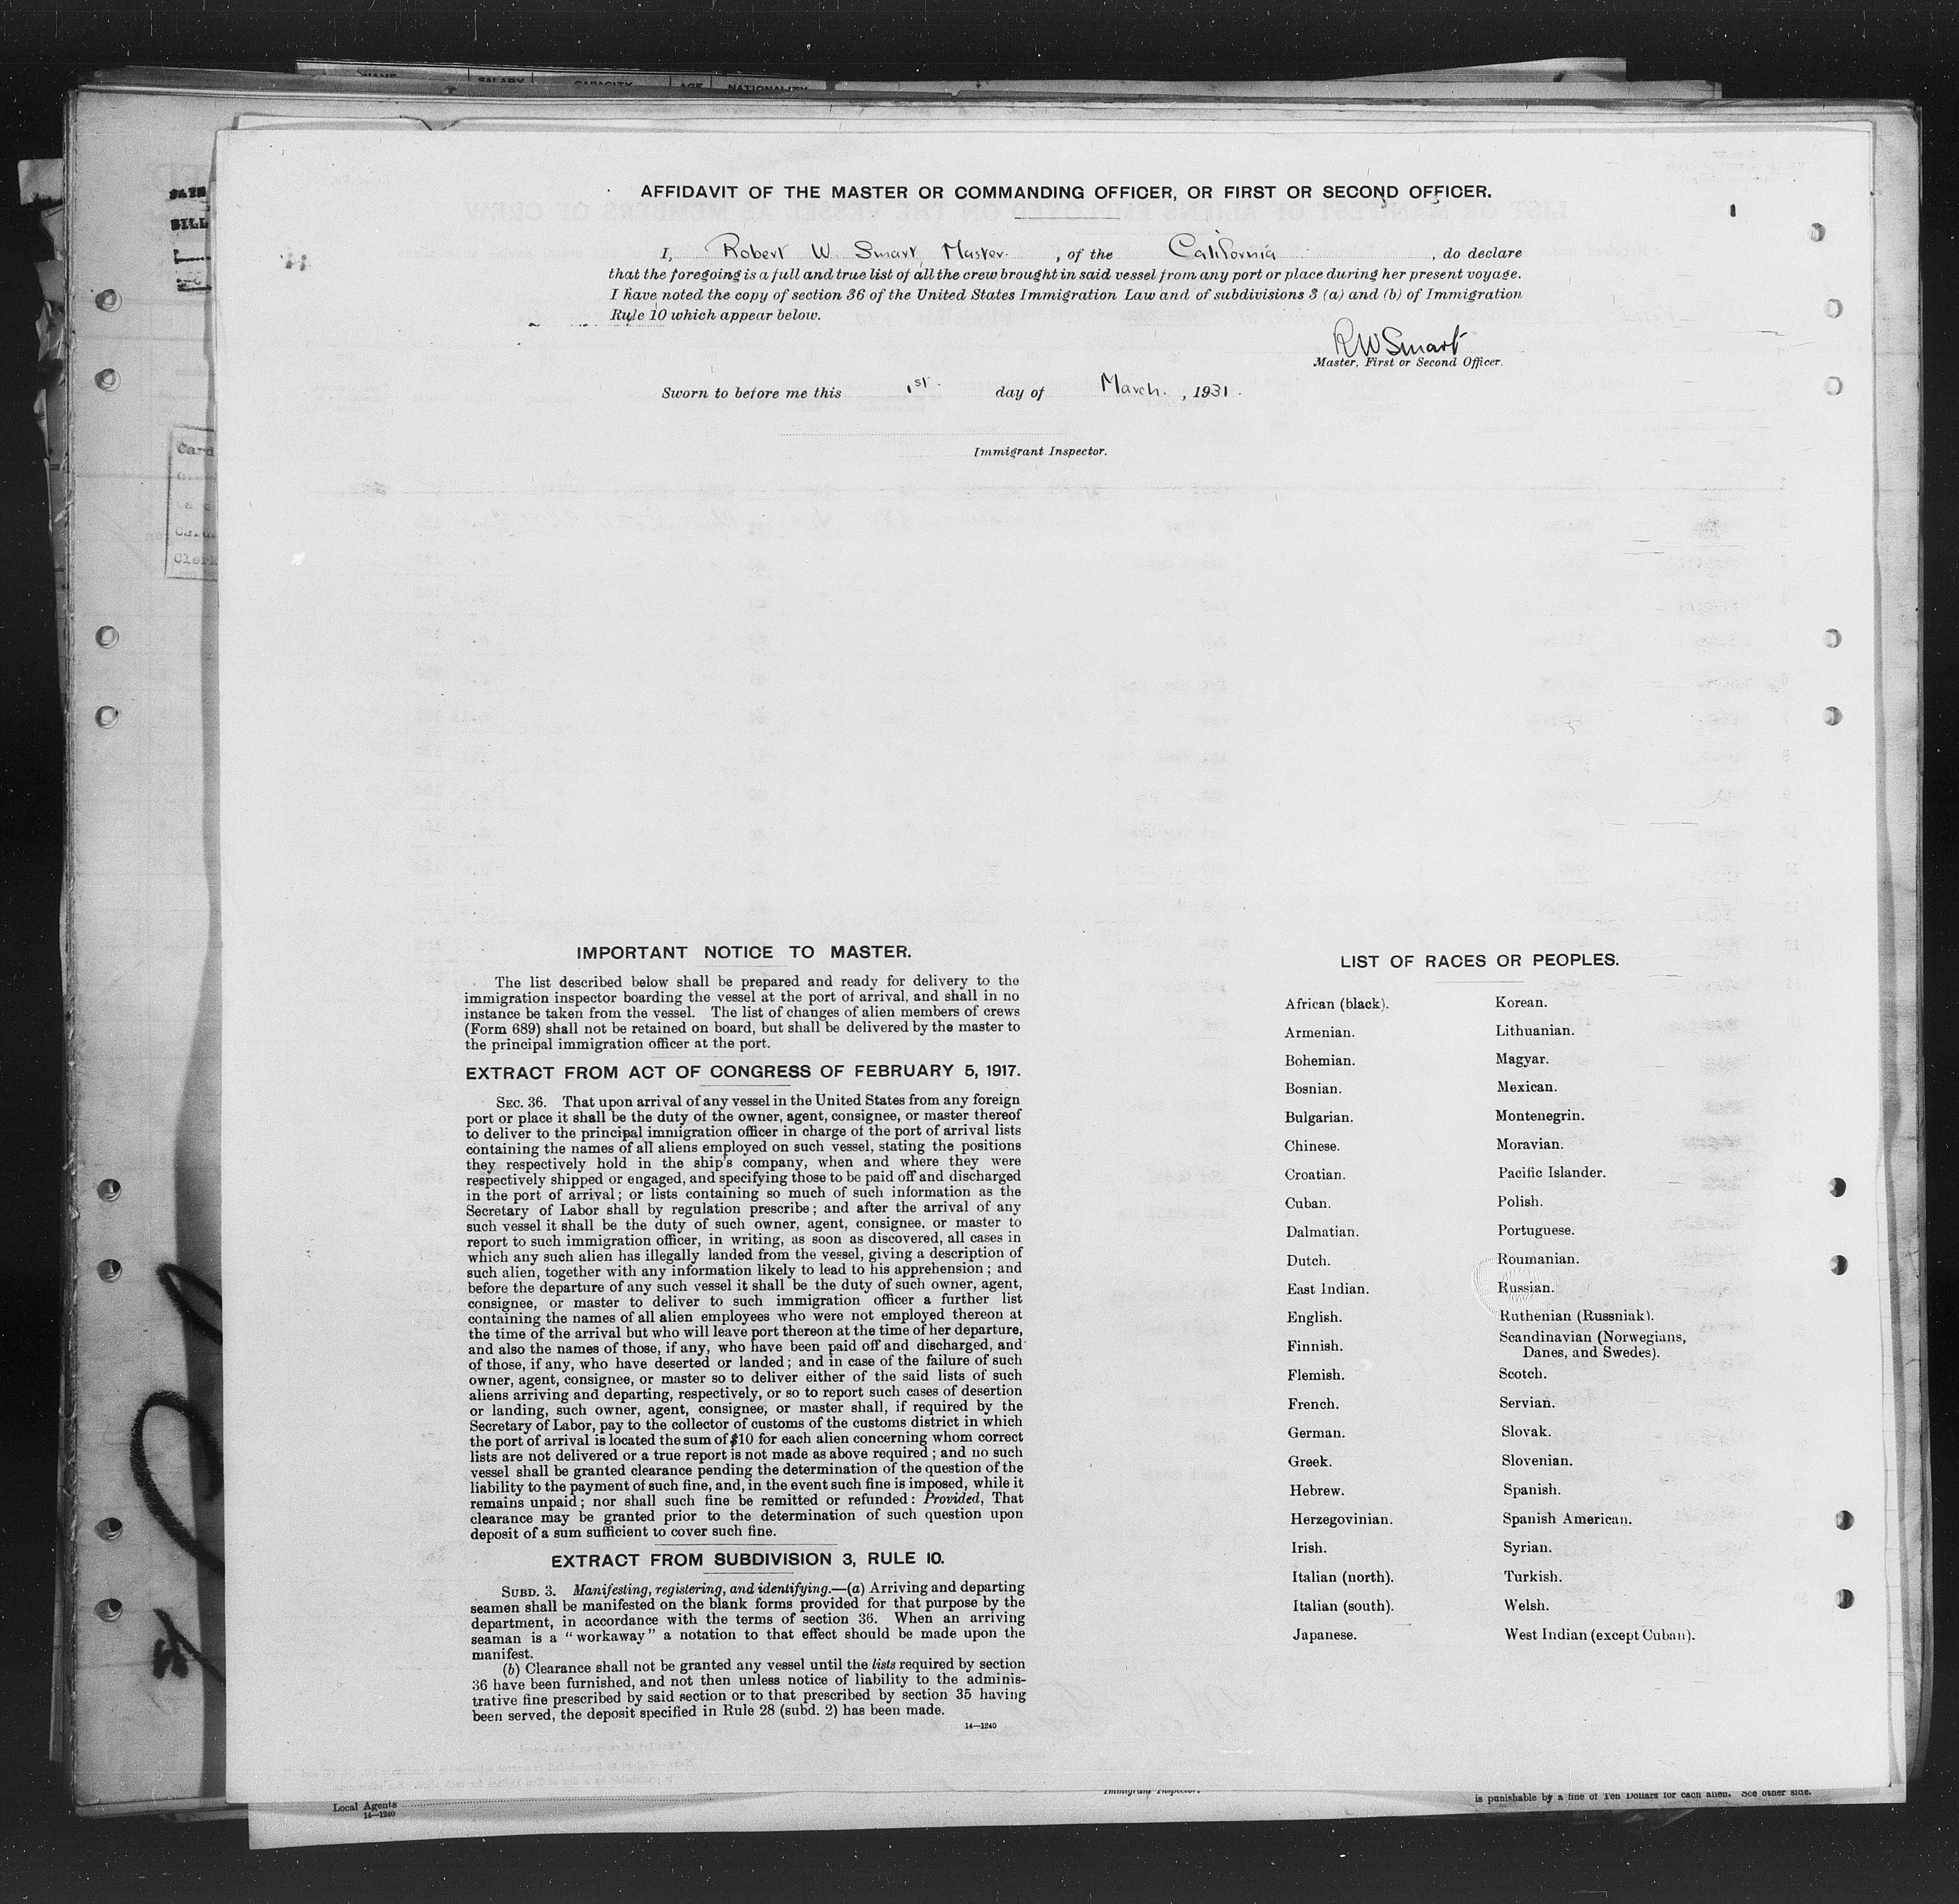 NAME SALARY CAPACITY AGE NATIONALITY
AFFIDAVIT OF THE MASTER OR COMMANDING OFFICER, OR FIRST OR SECOND OFFICER.
I, Robert W. Smart, Master, of the California, do declare
that the foregoing is a full and true list of all the crew brought in said vessel from any port or place during her present voyage.
I have noted the copy of section 36 of the United States Immigration Law and of subdivisions 3 (a) and (b) of Immigration
Rule 10 which appear below.
RWSmart
Master, First or Second Officer.
Sworn to before me this 1st. day of March., 1931.
Immigrant Inspector.
IMPORTANT NOTICE TO MASTER.
The list described below shall be prepared and ready for delivery to the
immigration inspector boarding the vessel at the port of arrival, and shall in no
instance be taken from the vessel. The list of changes of alien members of crews
(Form 689) shall not be retained on board, but shall be delivered by the master to
the principal immigration officer at the port.
EXTRACT FROM ACT OF CONGRESS OF FEBRUARY 5, 1917.
SEC. 36. That upon arrival of any vessel in the United States from any foreign
port or place it shall be the duty of the owner, agent, consignee, or master thereof
to deliver to the principal immigration officer in charge of the port of arrival lists
containing the names of all aliens employed on such vessel, stating the positions
they respectively hold in the ship's company, when and where they were
respectively shipped or engaged, and specifying those to be paid off and discharged
in the port of arrival; or lists containing so much of such information as the
Secretary of Labor shall by regulation prescribe; and after the arrival of any
such vessel it shall be the duty of such owner, agent, consignee, or master to
report to such immigration officer, in writing, as soon as discovered, all cases in
which any such alien has illegally landed from the vessel, giving a description of
such alien, together with any information likely to lead to his apprehension; and
before the departure of any such vessel it shall be the duty of such owner, agent,
consignee, or master to deliver to such immigration officer a further list
containing the names of all alien employees who were not employed thereon at
the time of the arrival but who will leave port thereon at the time of her departure,
and also the names of those, if any, who have been paid off and discharged, and
of those, if any, who have deserted or landed; and in case of the failure of such
owner, agent, consignee, or master so to deliver either of the said lists of such
aliens arriving and departing, respectively, or so to report such cases of desertion
or landing, such owner, agent, consignee, or master shall, if required by the
Secretary of Labor, pay to the collector of customs of the customs district in which
the port of arrival is located the sum of $10 for each alien concerning whom correct
lists are not delivered or a true report is not made as above required; and no such
vessel shall be granted clearance pending the determination of the question of the
liability to the payment of such fine, and, in the event such fine is imposed, while it
remains unpaid; nor shall such fine be remitted or refunded: Provided, That
clearance may be granted prior to the determination of such question upon
deposit of a sum sufficient to cover such fine.
EXTRACT FROM SUBDIVISION 3, RULE 10.
SUBD. 3. Manifesting, registering, and identifying.—(a) Arriving and departing
seamen shall be manifested on the blank forms provided for that purpose by the
department, in accordance with the terms of section 36. When an arriving
seaman is a "workaway" a notation to that effect should be made upon the
manifest.
(b) Clearance shall not be granted any vessel until the lists required by section
36 have been furnished, and not then unless notice of liability to the adminis-
trative fine prescribed by said section or to that prescribed by section 35 having
been served, the deposit specified in Rule 28 (subd. 2) has been made.
14—1240
LIST OF RACES OR PEOPLES.
African (black).
Armenian.
Bohemian.
Bosnian.
Bulgarian.
Chinese.
Croatian.
Cuban.
Dalmatian.
Dutch.
East Indian.
English.
Finnish.
Flemish.
French.
German.
Greek.
Hebrew.
Herzegovinian.
Irish.
Italian (north).
Italian (south).
Japanese.
Korean.
Lithuanian.
Magyar.
Mexican.
Montenegrin.
Moravian.
Pacific Islander.
Polish.
Portuguese.
Roumanian.
Russian.
Ruthenian (Russniak).
Scandinavian (Norwegians,
Danes, and Swedes).
Scotch.
Servian.
Slovak.
Slovenian.
Spanish.
Spanish American.
Syrian.
Turkish.
Welsh.
West Indian (except Cuban).
Local Agents
14—1240
Immigrant Inspector.
is punishable by a fine of Ten Dollars for each alien. See other side.